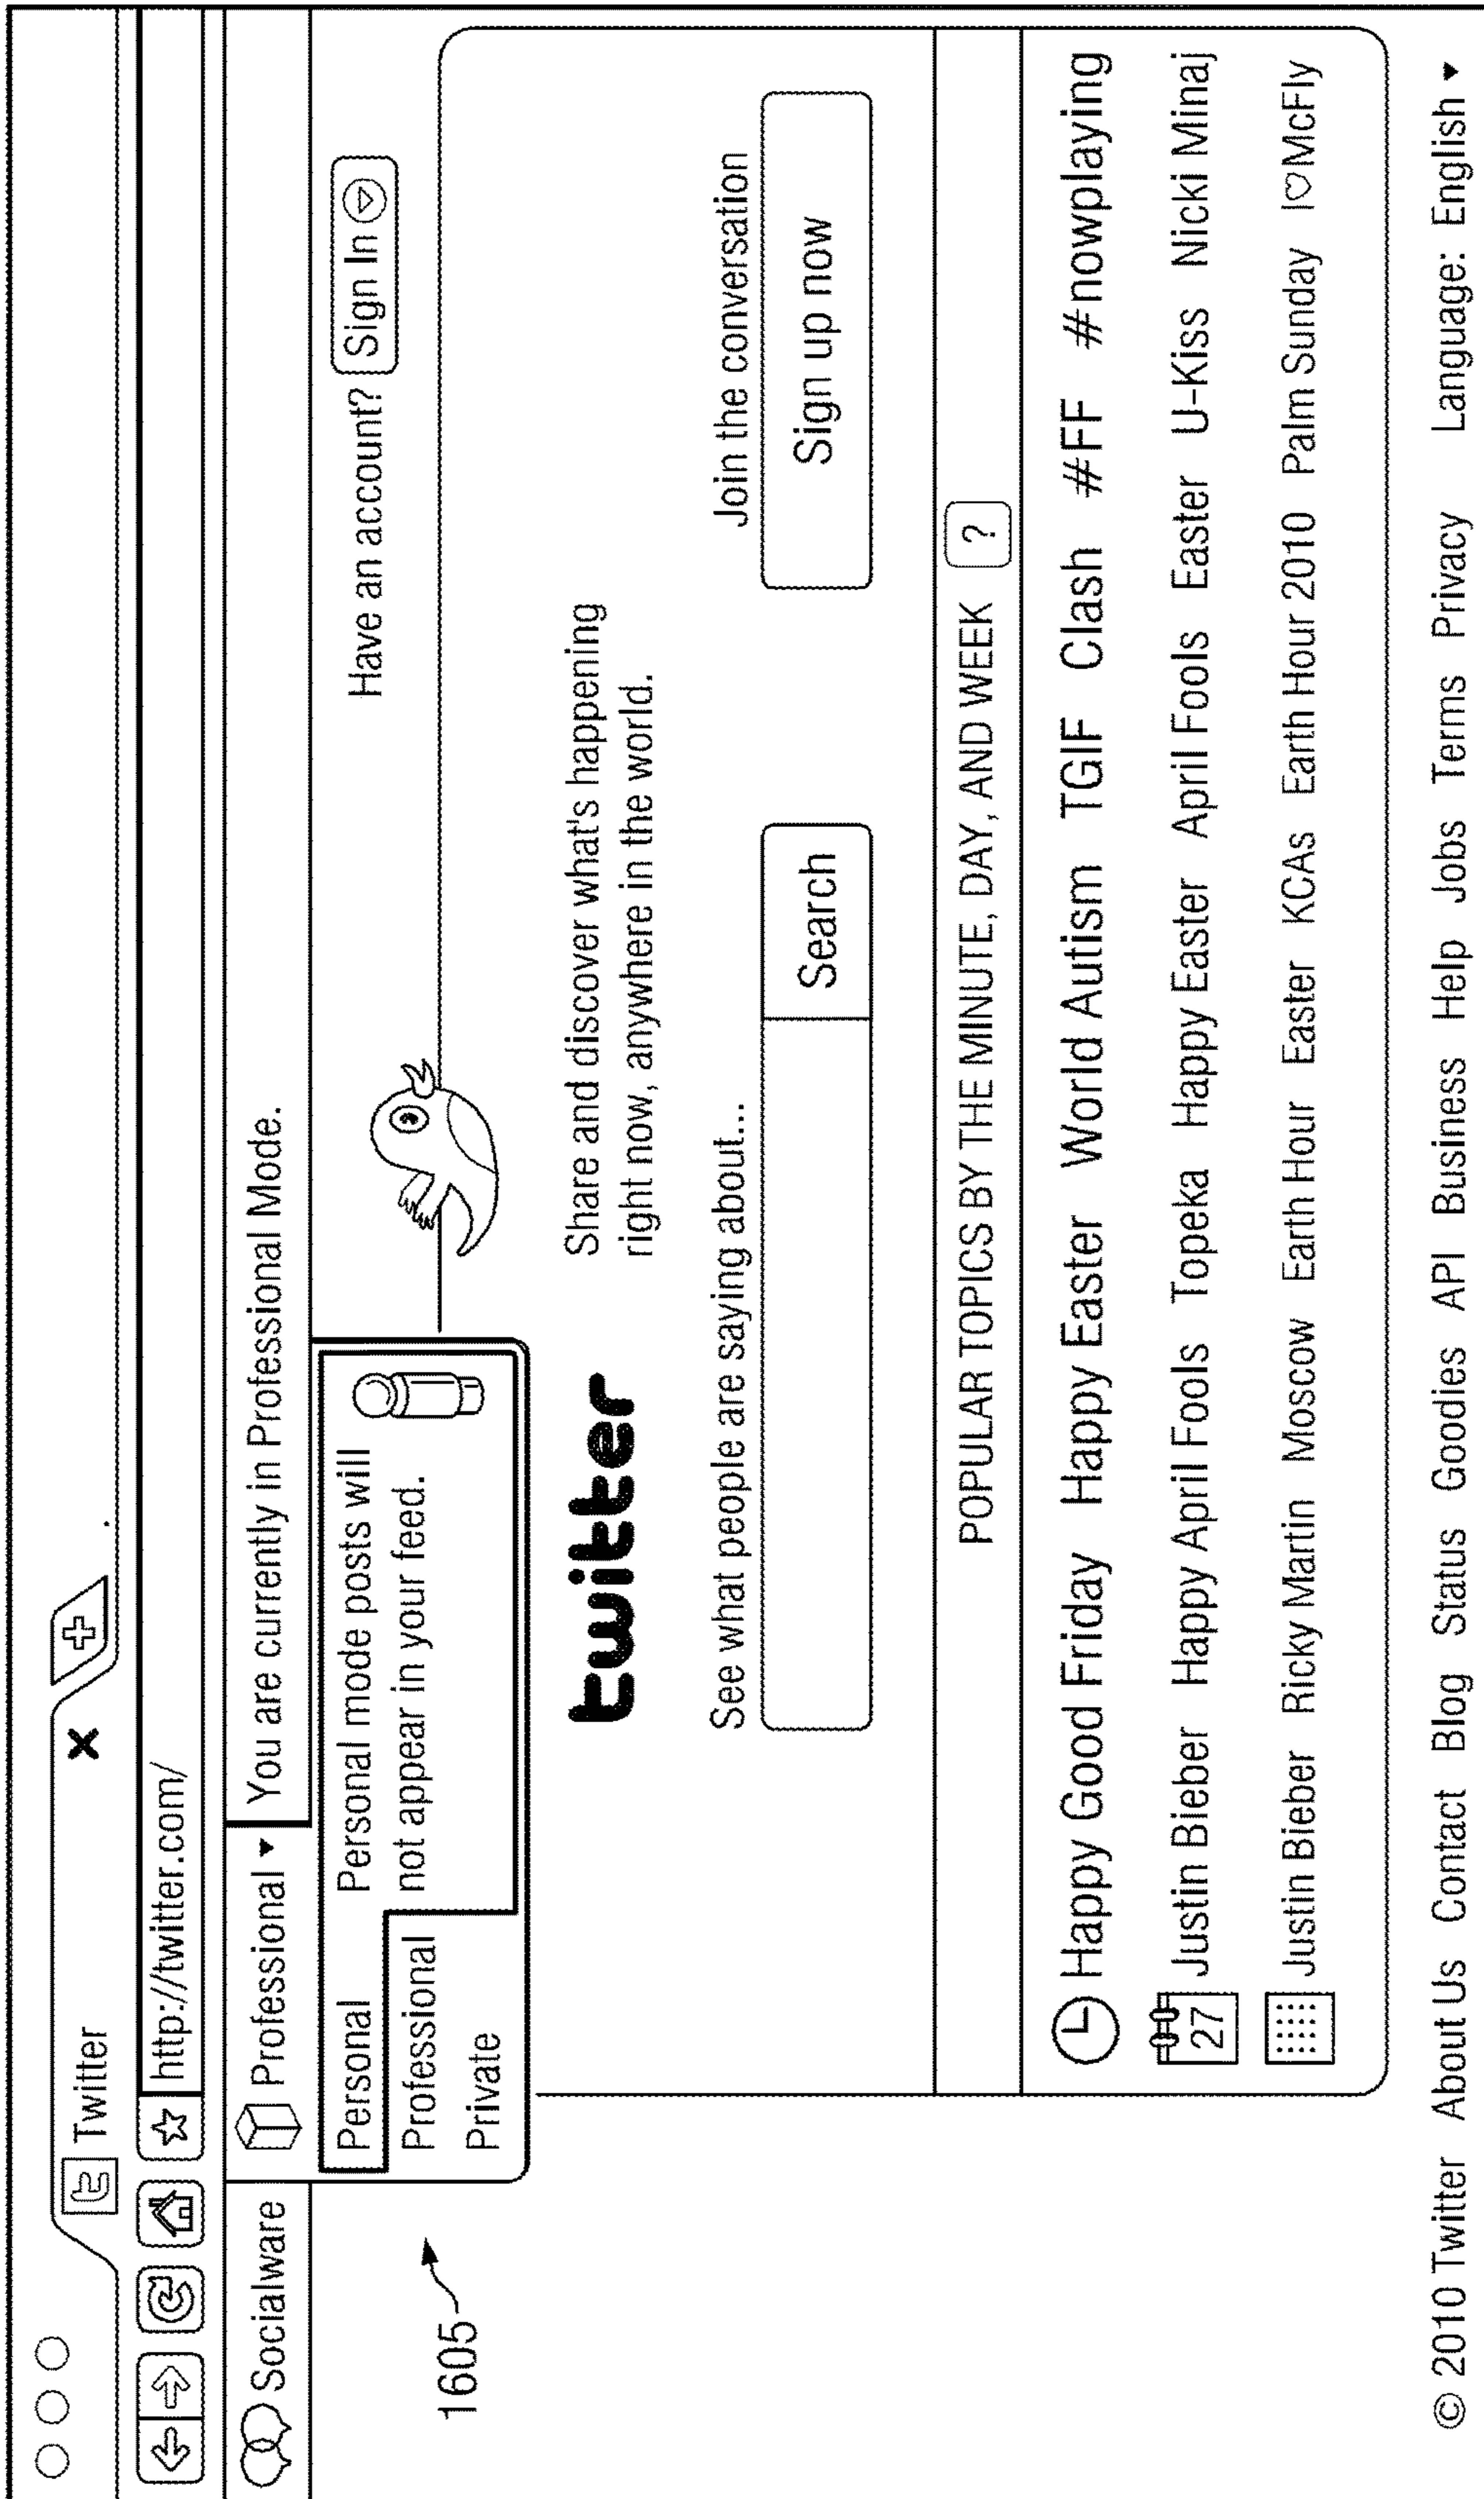 Twitter
http://twitter.com/
Socialware Professional You are currently in Professional Mode.
Personal Personal mode posts will
not appear in your feed.
Professional
Private
1605
Have an account? Sign In
twitter
Share and discover what's happening
right now, anywhere in the world.
See what people are saying about...
Search
Join the conversation
Sign up now
POPULAR TOPICS BY THE MINUTE, DAY, AND WEEK ?
Happy Good Friday Happy Easter World Autism TGIF Clash #FF #nowplaying
27 Justin Bieber Happy April Fools Topeka Happy Easter April Fools Easter U-Kiss Nicki Minaj
Justin Bieber Ricky Martin Moscow Earth Hour Easter KCAs Earth Hour 2010 Palm Sunday I♡McFly
© 2010 Twitter About Us Contact Blog Status Goodies API Business Help Jobs Terms Privacy Language: English